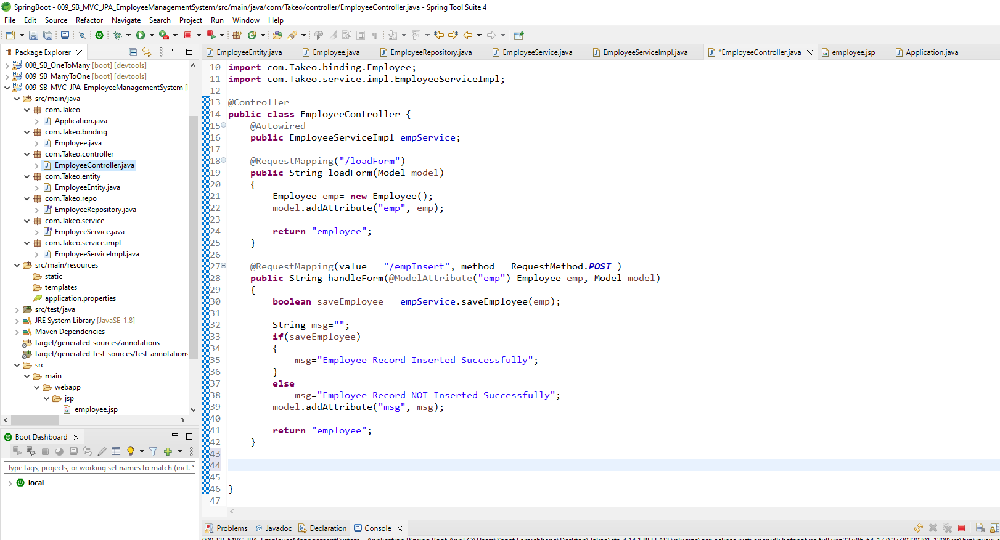 SpringBoot - 009_SB_MVC_JPA_EmployeeManagementSystem/src/main/java/com/Takeo/controller/EmployeeController.java - Spring Tool Suite 4
File Edit Source Refactor Navigate Search Project Run Window Help
Package Explorer
008_SB_OneToMany [boot] [devtools]
009_SB_ManyToOne [boot] [devtools]
009_SB_MVC_JPA_EmployeeManagementSystem [
src/main/java
com.Takeo
Application.java
com.Takeo.binding
Employee.java
com.Takeo.controller
EmployeeController.java
com.Takeo.entity
EmployeeEntity.java
com.Takeo.repo
EmployeeRepository.java
com.Takeo.service
EmployeeService.java
com.Takeo.service.impl
EmployeeServiceImpl.java
src/main/resources
static
templates
application.properties
src/test/java
JRE System Library [JavaSE-1.8]
Maven Dependencies
target/generated-sources/annotations
target/generated-test-sources/test-annotations
src
main
webapp
jsp
employee.jsp
Boot Dashboard
Type tags, projects, or working set names to match (incl. *
local
EmployeeEntity.java Employee.java EmployeeRepository.java EmployeeService.java EmployeeServiceImpl.java *EmployeeController.java employee.jsp Application.java
10 import com.Takeo.binding.Employee;
11 import com.Takeo.service.impl.EmployeeServiceImpl;
12
13 @Controller
14 public class EmployeeController {
15 @Autowired
16 public EmployeeServiceImpl empService;
17
18 @RequestMapping("/loadForm")
19 public String loadForm(Model model)
20 {
21 Employee emp= new Employee();
22 model.addAttribute("emp", emp);
23
24 return "employee";
25 }
26
27 @RequestMapping(value = "/empInsert", method = RequestMethod.POST )
28 public String handleForm(@ModelAttribute("emp") Employee emp, Model model)
29 {
30 boolean saveEmployee = empService.saveEmployee(emp);
31
32 String msg="";
33 if(saveEmployee)
34 {
35 msg="Employee Record Inserted Successfully";
36 }
37 else
38 msg="Employee Record NOT Inserted Successfully";
39 model.addAttribute("msg", msg);
40
41 return "employee";
42 }
43
44
45
46 }
47
Problems @ Javadoc Declaration Console